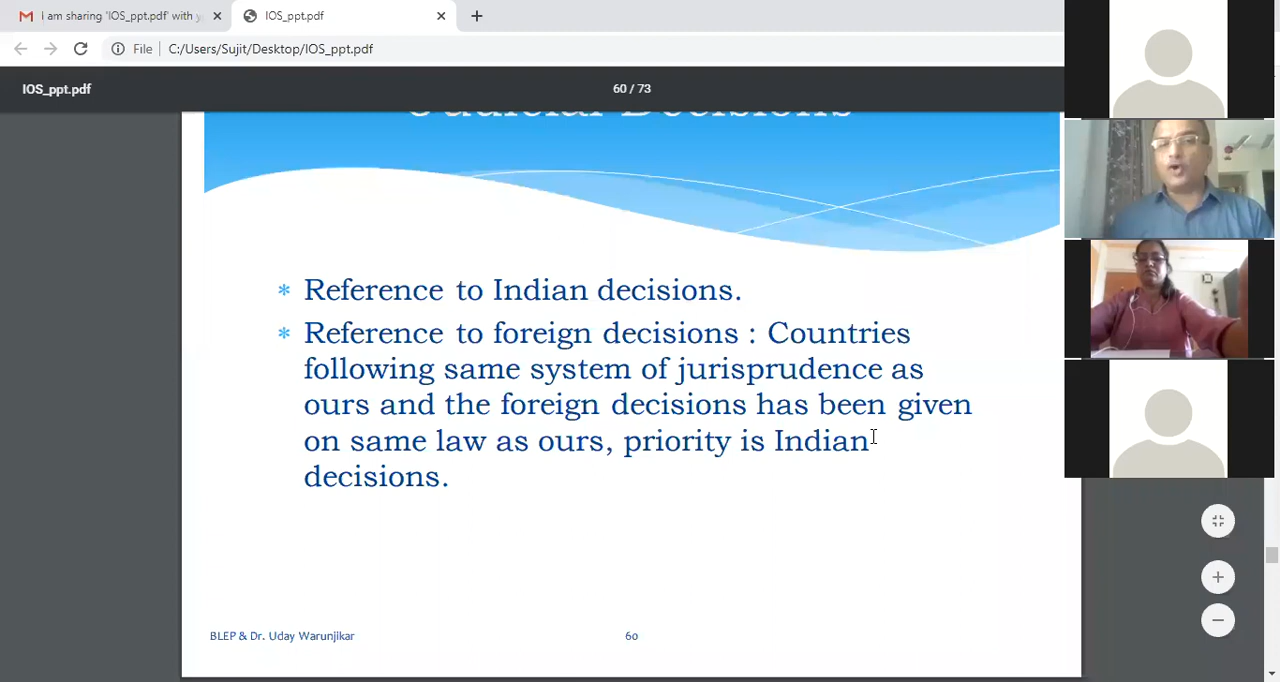 I am sharing 'IOS_ppt.pdf' with
IOS_ppt.pdf
File
C:/Users/Sujit/Desktop/IOS_ppt.pdf
IOS_ppt.pdf
60 / 73
Judicial Decisions
* Reference to Indian decisions.
* Reference to foreign decisions : Countries
following same system of jurisprudence as
ours and the foreign decisions has been given
on same law as ours, priority is Indian
decisions.
BLEP & Dr. Uday Warunjikar
60